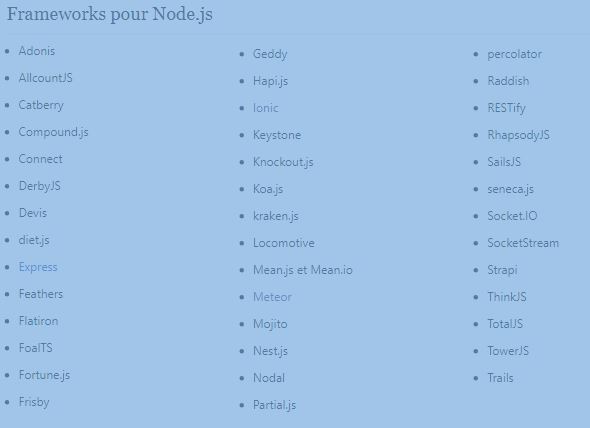 Frameworks pour Node.js
Adonis
AllcountJS
Catberry
Compound.js
Connect
DerbyJS
Devis
diet.js
Express
Feathers
Flatiron
FoalTS
Fortune.js
Frisby
Geddy
Hapi.js
Ionic
Keystone
Knockout.js
Koa.js
kraken.js
Locomotive
Mean.js et Mean.io
Meteor
Mojito
Nest.js
Nodal
Partial.js
percolator
Raddish
RESTify
RhapsodyJS
SailsJS
seneca.js
Socket.IO
SocketStream
Strapi
ThinkJS
TotalJS
TowerJS
Trails